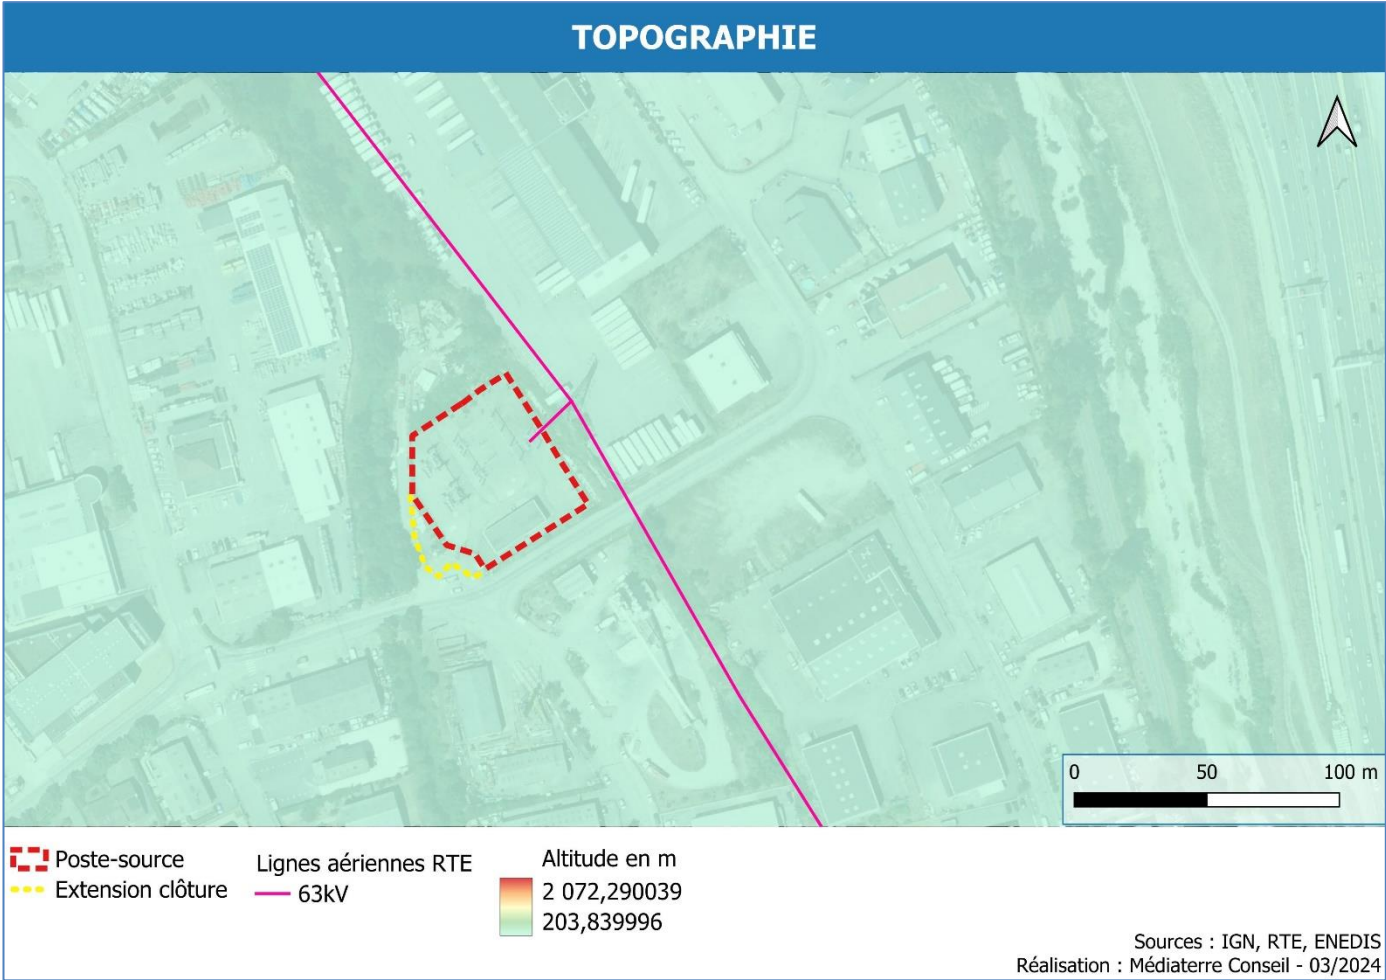 TOPOGRAPHIE
0 50 100 m
Poste-source
Extension clôture
Lignes aériennes RTE
63kV
Altitude en m
2 072,290039
203,839996
Sources : IGN, RTE, ENEDIS
Réalisation : Médiaterre Conseil - 03/2024